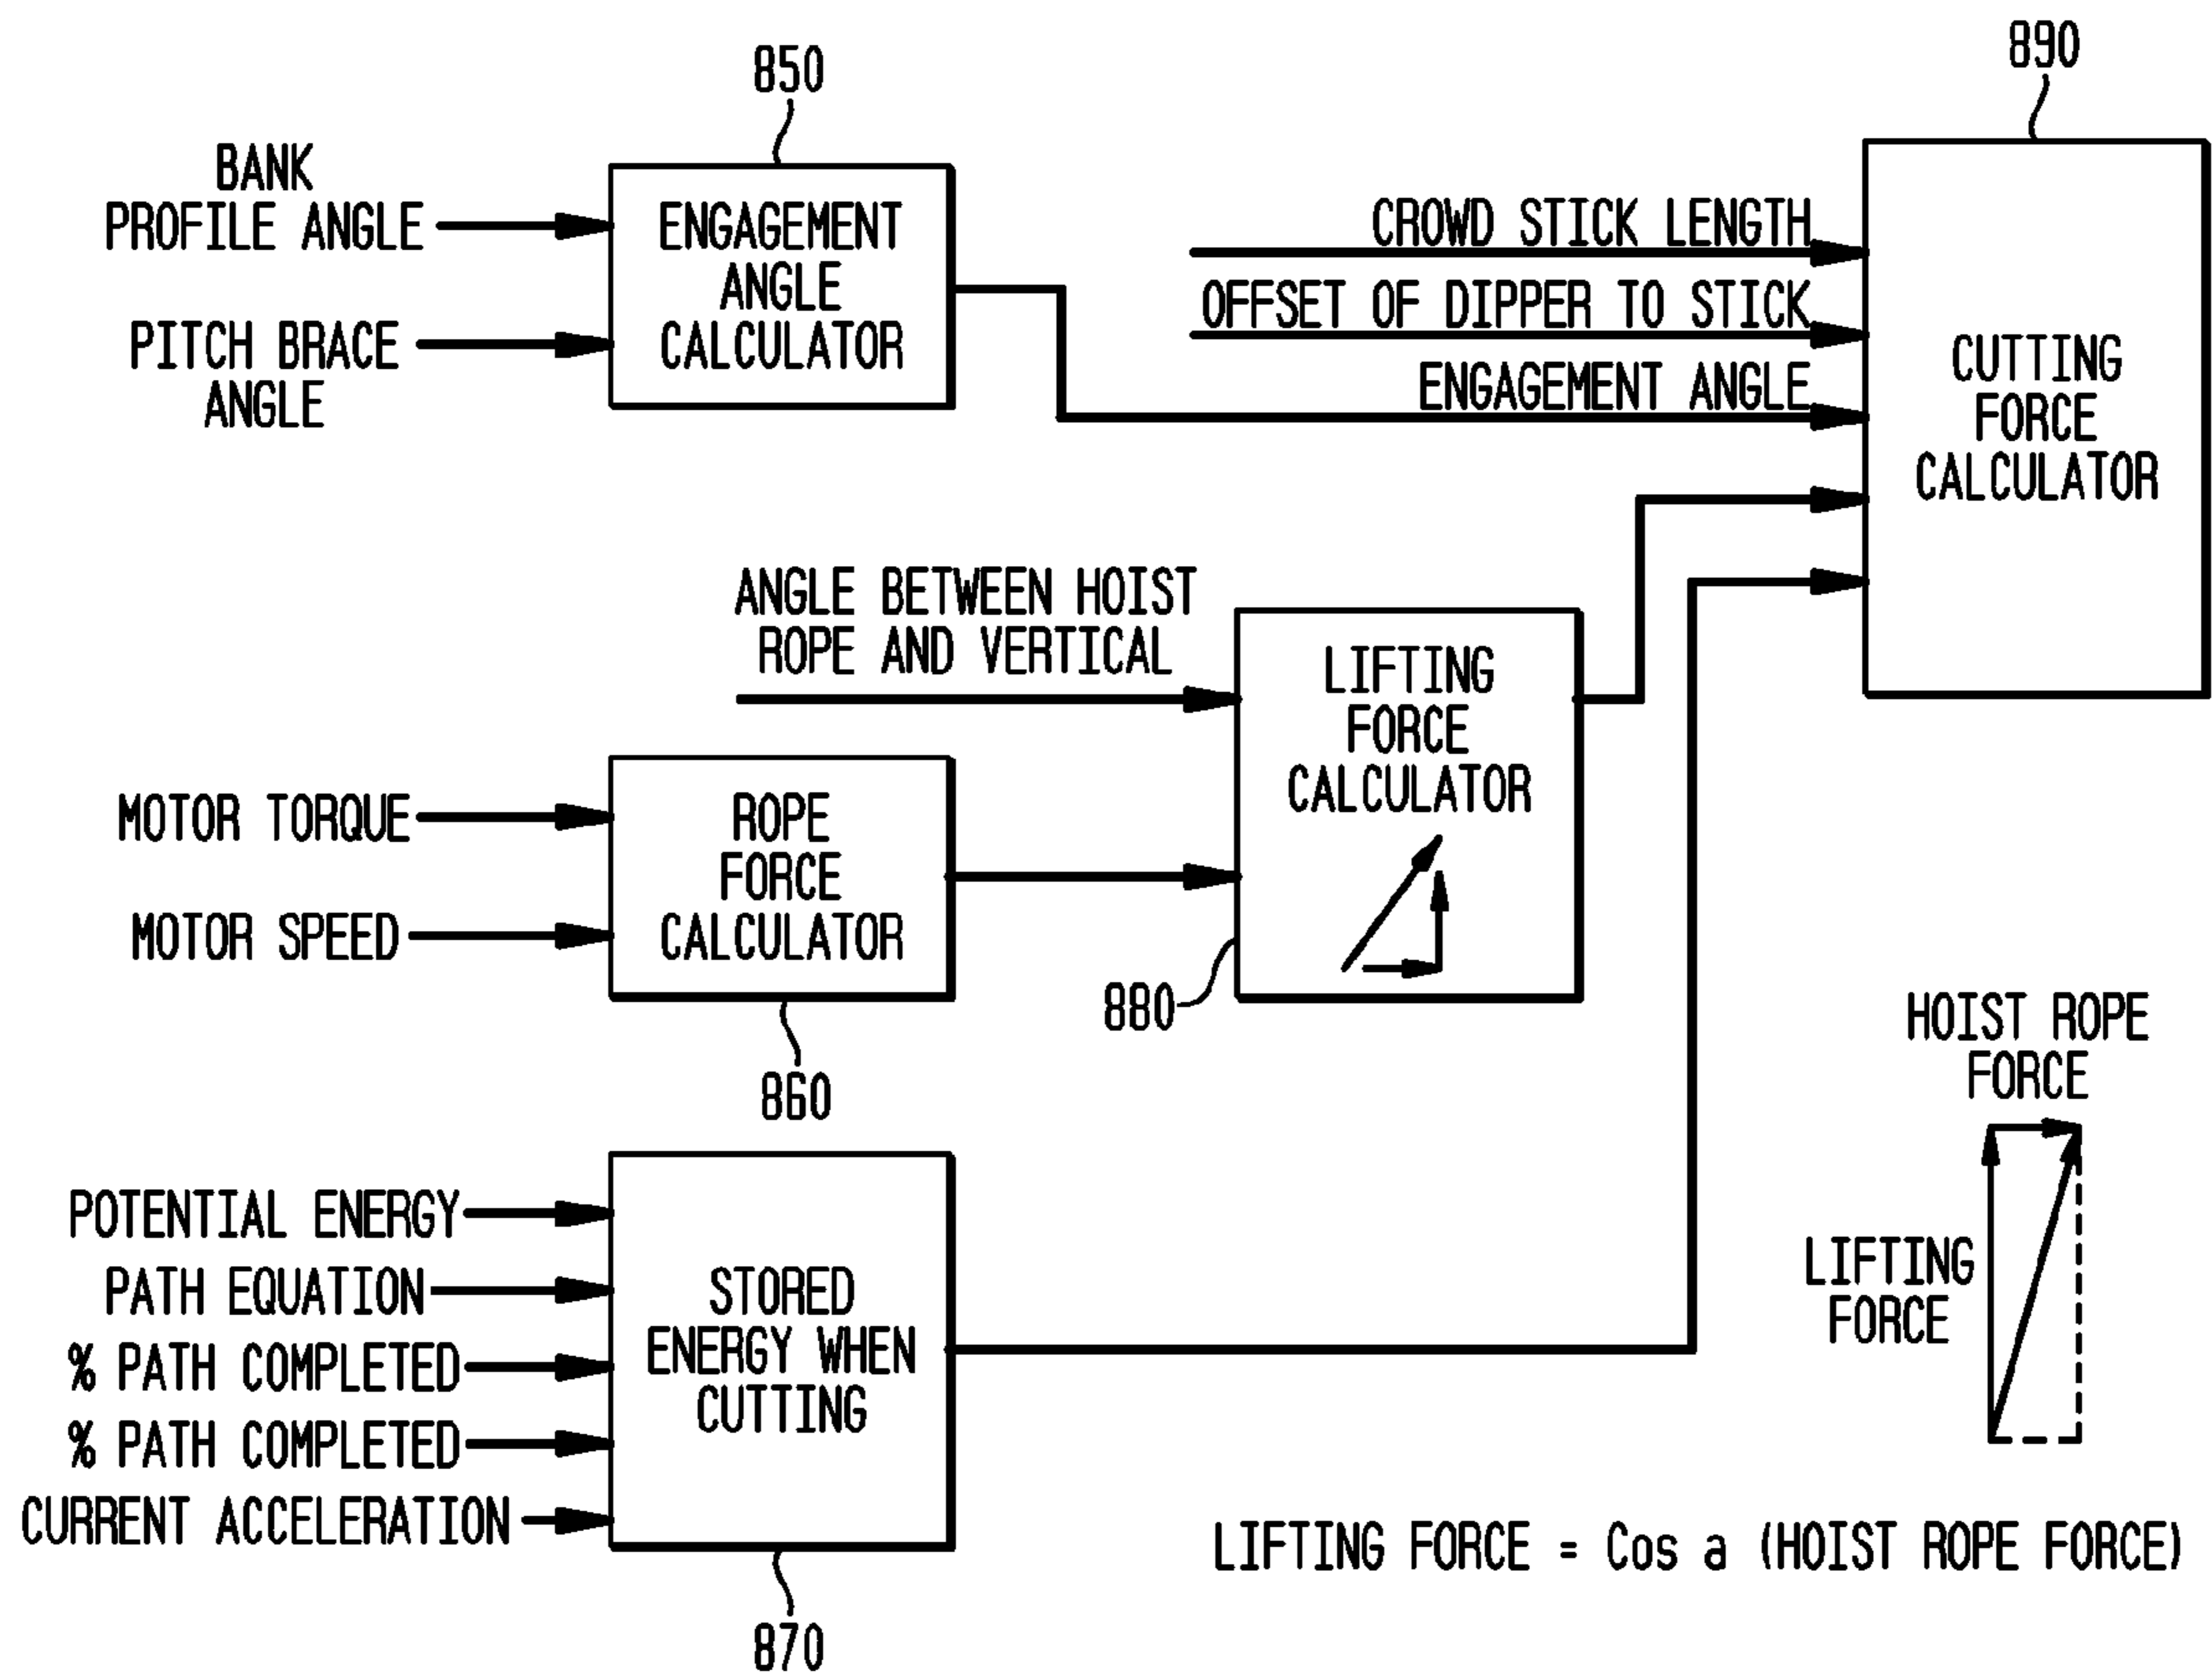 850
890
BANK
PROFILE ANGLE
PITCH BRACE
ANGLE
ENGAGEMENT
ANGLE
CALCULATOR
CROWD STICK LENGTH
OFFSET OF DIPPER TO STICK
ENGAGEMENT ANGLE
CUTTING
FORCE
CALCULATOR
ANGLE BETWEEN HOIST
ROPE AND VERTICAL
LIFTING
FORCE
CALCULATOR
880
MOTOR TORQUE
MOTOR SPEED
ROPE
FORCE
CALCULATOR
860
HOIST ROPE
FORCE
LIFTING
FORCE
POTENTIAL ENERGY
PATH EQUATION
% PATH COMPLETED
% PATH COMPLETED
CURRENT ACCELERATION
STORED
ENERGY WHEN
CUTTING
870
LIFTING FORCE = Cos a (HOIST ROPE FORCE)